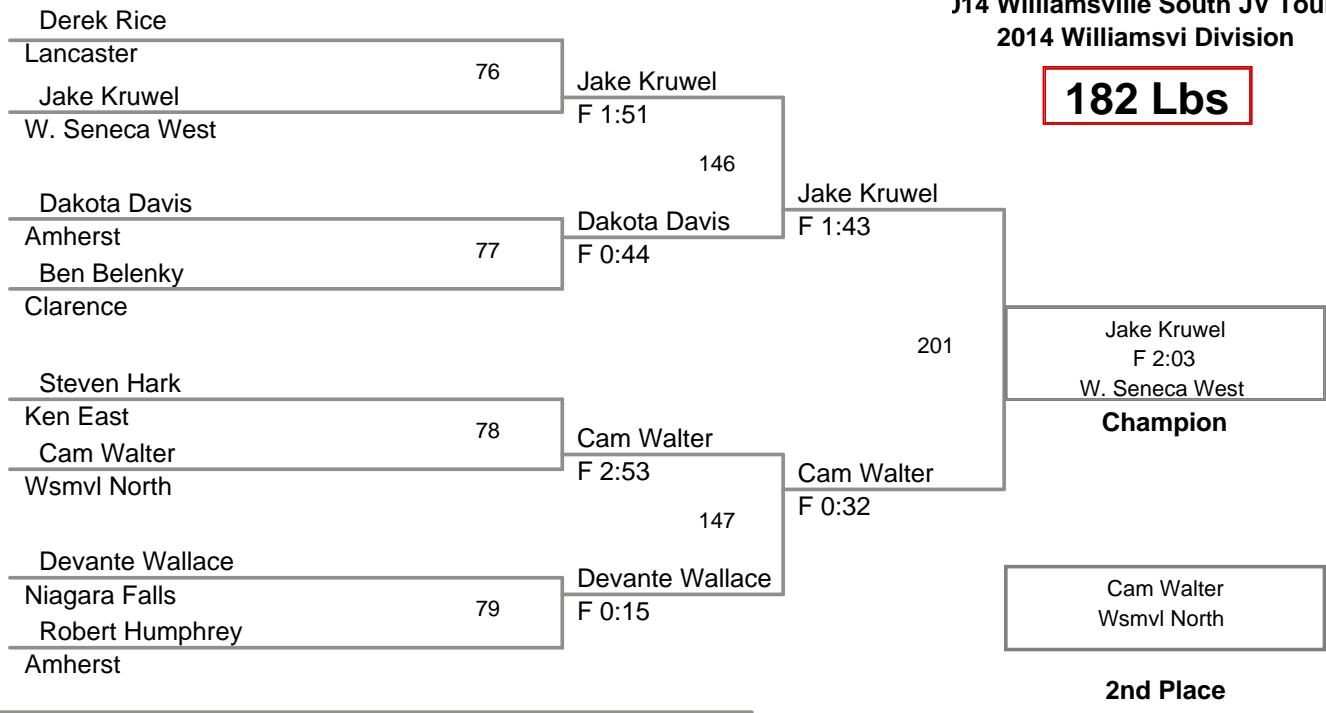 Williamsville South JV
2014 Williamsvi Division
182 Lbs
Derek Rice
Lancaster
76
Jake Kruwel
W. Seneca West
Jake Kruwel
F 1:51
146
Dakota Davis
Amherst
77
Ben Belenky
Clarence
Dakota Davis
F 0:44
Jake Kruwel
F 1:43
201
Steven Hark
Ken East
78
Cam Walter
Wsmvl North
Cam Walter
F 2:53
147
Devante Wallace
Niagara Falls
79
Robert Humphrey
Amherst
Devante Wallace
F 0:15
Cam Walter
F 0:32
Jake Kruwel
F 2:03
W. Seneca West
Champion
Cam Walter
Wsmvl North
2nd Place